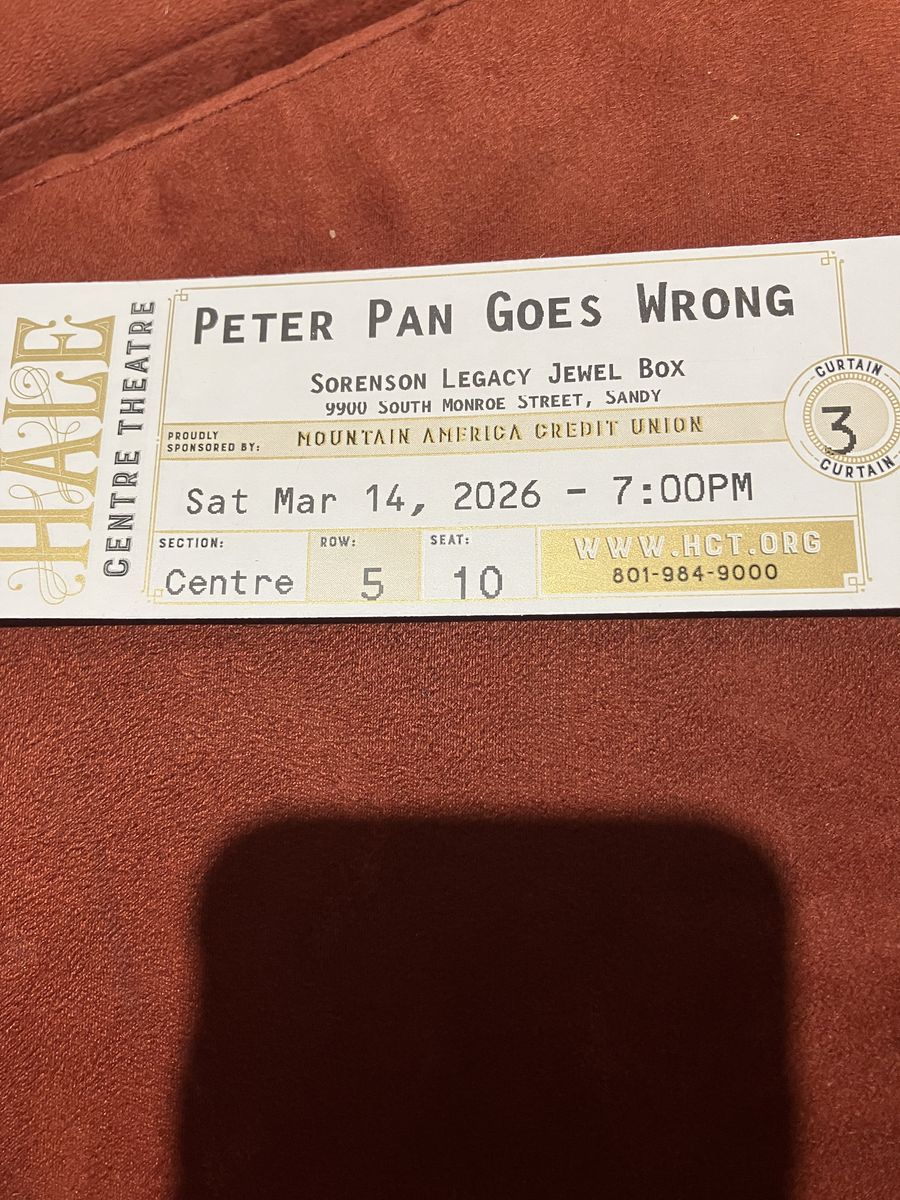 HALE
CENTRE THEATRE
PETER PAN GOES WRONG
SORENSON LEGACY JEWEL BOX
9900 SOUTH MONROE STREET, SANDY
PROUDLY SPONSORED BY: MOUNTAIN AMERICA CREDIT UNION
CURTAIN
3
CURTAIN
Sat Mar 14, 2026 - 7:00PM
SECTION: ROW: SEAT:
Centre 5 10
WWW.HCT.ORG
801-984-9000